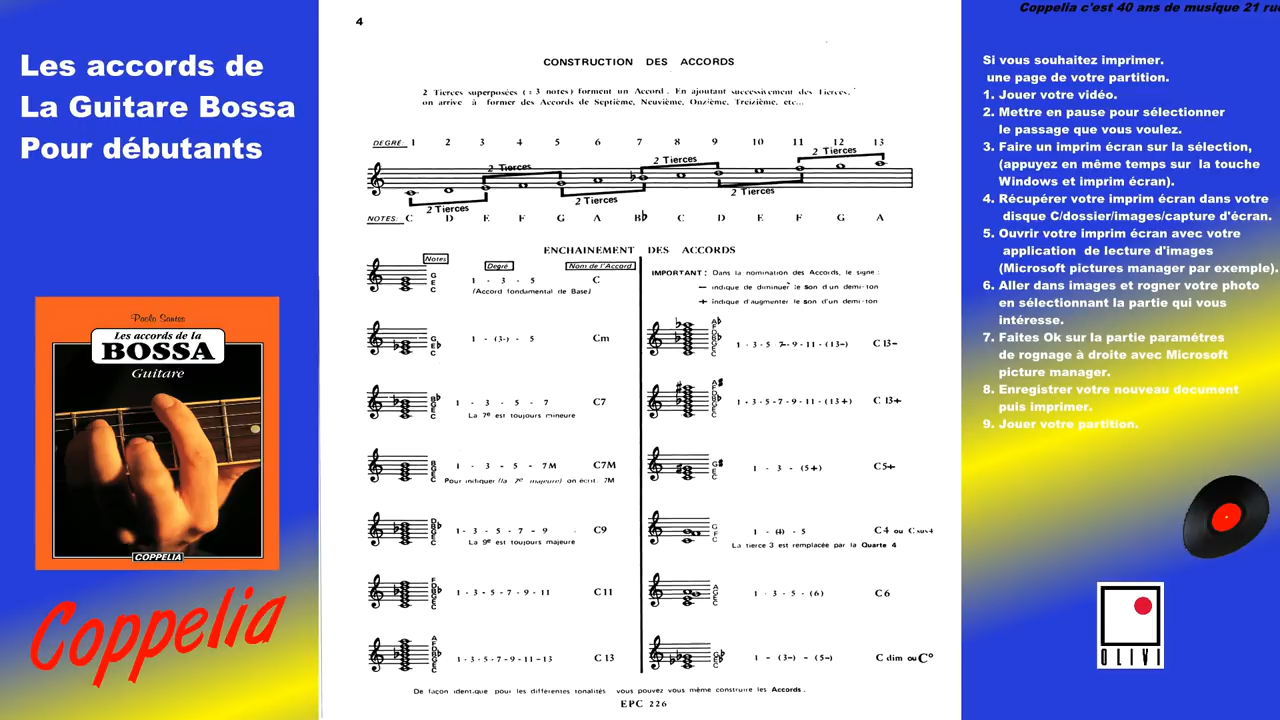 Coppelia c'est 40 ans de musique 21 rue
Les accords de
La Guitare Bossa
Pour débutants
Paolo Santos
Les accords de la
BOSSA
Guitare
COPPELIA
Coppelia
4
CONSTRUCTION DES ACCORDS
2 Tierces superposées (= 3 notes) forment un Accord. En ajoutant successivement des Tierces,
on arrive à former des Accords de Septième, Neuvième, Onzième, Treizième, etc...
DEGRE: 1 2 3 4 5 6 7 8 9 10 11 12 13
2 Tierces 2 Tierces 2 Tierces
2 Tierces 2 Tierces 2 Tierces
NOTES: C D E F G A B♭ C D E F G A
ENCHAINEMENT DES ACCORDS
Notes Degré Nom de l'Accord
G E C 1 - 3 - 5 C
(Accord fondamental de Base)
G E♭ C 1 - (3-) - 5 Cm
1 - 3 - 5 - 7 C7
La 7e est toujours mineure
1 - 3 - 5 - 7M C7M
Pour indiquer (la 7e majeure) on écrit: 7M
1 - 3 - 5 - 7 - 9 C9
La 9e est toujours majeure
1 - 3 - 5 - 7 - 9 - 11 C11
1 - 3 - 5 - 7 - 9 - 11 - 13 C 13
IMPORTANT: Dans la nomination des Accords, le signe:
— indique de diminuer le son d'un demi-ton
+ indique d'augmenter le son d'un demi-ton
1 - 3 - 5 7- - 9 - 11 - (13-) C 13-
1 - 3 - 5 - 7 - 9 - 11 - (13+) C 13+
G# E C 1 - 3 - (5+) C5+
G F C 1 - (4) - 5 C4 ou C sus4
La tierce 3 est remplacée par la Quarte 4
A G E C 1 - 3 - 5 - (6) C 6
1 - (3-) - (5-) C dim ou C°
De façon identique pour les differentes tonalités vous pouvez vous même construire les Accords.
EPC 226
Si vous souhaitez imprimer.
une page de votre partition.
1. Jouer votre vidéo.
2. Mettre en pause pour sélectionner
le passage que vous voulez.
3. Faire un imprim écran sur la sélection,
(appuyez en même temps sur la touche
Windows et imprim écran).
4. Récupérer votre imprim écran dans votre
disque C/dossier/images/capture d'écran.
5. Ouvrir votre imprim écran avec votre
application de lecture d'images
(Microsoft pictures manager par exemple).
6. Aller dans images et rogner votre photo
en sélectionnant la partie qui vous
intéresse.
7. Faites Ok sur la partie paramétres
de rognage à droite avec Microsoft
picture manager.
8. Enregistrer votre nouveau document
puis imprimer.
9. Jouer votre partition.
OLIVI